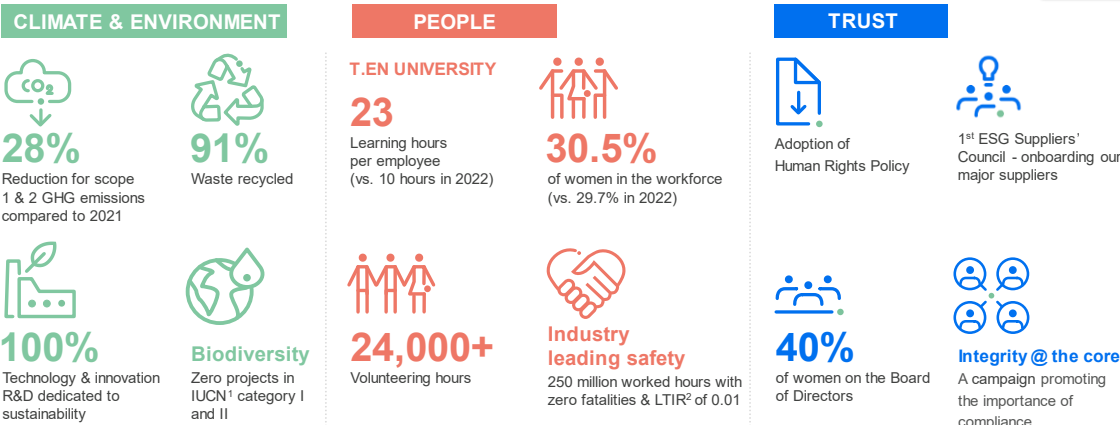 CLIMATE & ENVIRONMENT
CO2
28%
Reduction for scope
1 & 2 GHG emissions
compared to 2021
91%
Waste recycled
100%
Technology & innovation
R&D dedicated to
sustainability
Biodiversity
Zero projects in
IUCN¹ category I
and II
PEOPLE
T.EN UNIVERSITY
23
Learning hours
per employee
(vs. 10 hours in 2022)
30.5%
of women in the workforce
(vs. 29.7% in 2022)
24,000+
Volunteering hours
Industry
leading safety
250 million worked hours with
zero fatalities & LTIR² of 0.01
TRUST
Adoption of
Human Rights Policy
1st ESG Suppliers'
Council - onboarding our
major suppliers
40%
of women on the Board
of Directors
Integrity @ the core
A campaign promoting
the importance of
compliance